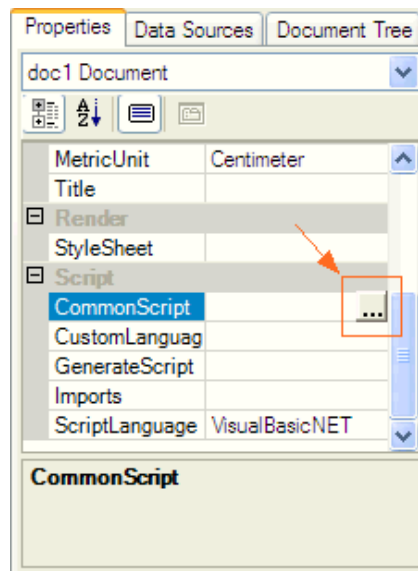 Properties Data Sources Document Tree
doc1 Document
MetricUnit Centimeter
Title
Render
StyleSheet
Script
CommonScript ...
CustomLanguag
GenerateScript
Imports
ScriptLanguage VisualBasicNET
CommonScript